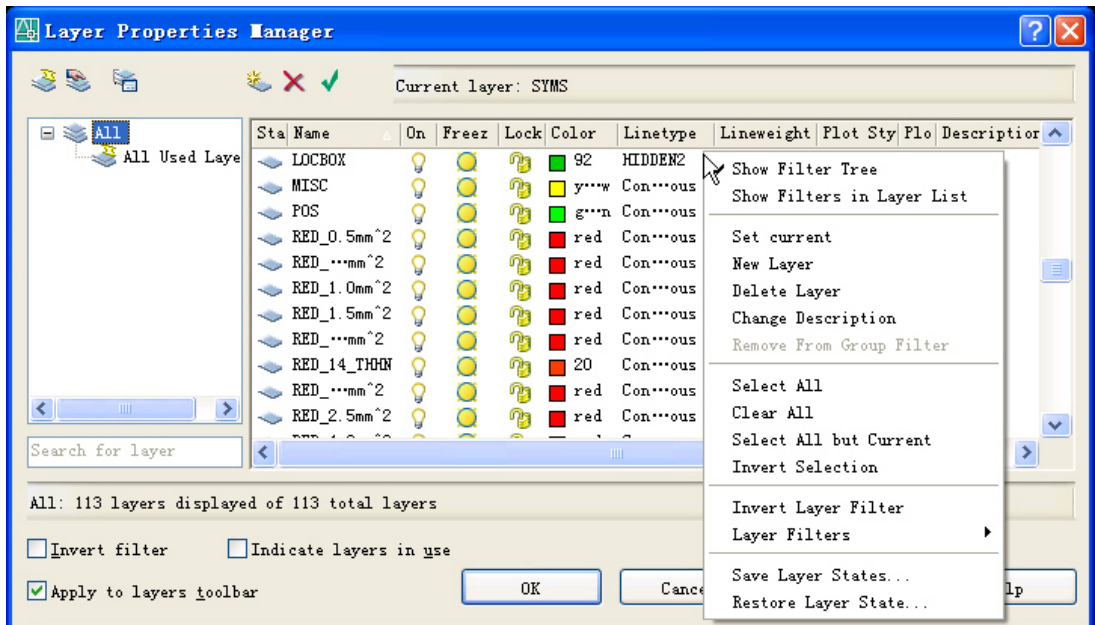 Layer Properties Manager
Current layer: SYMS
All
All Used Laye
Search for layer
Sta Name On Freez Lock Color Linetype Lineweight Plot Sty Plo Description
LOCBOX 92 HIDDEN2
MISC y…w Con…ous
POS g…n Con…ous
RED_0.5mm^2 red Con…ous
RED_…mm^2 red Con…ous
RED_1.0mm^2 red Con…ous
RED_1.5mm^2 red Con…ous
RED_…mm^2 red Con…ous
RED_14_THHN 20 Con…ous
RED_…mm^2 red Con…ous
RED_2.5mm^2 red Con…ous
Show Filter Tree
Show Filters in Layer List
Set current
New Layer
Delete Layer
Change Description
Remove From Group Filter
Select All
Clear All
Select All but Current
Invert Selection
Invert Layer Filter
Layer Filters
Save Layer States...
Restore Layer State...
All: 113 layers displayed of 113 total layers
Invert filter Indicate layers in use
Apply to layers toolbar
OK Cance lp